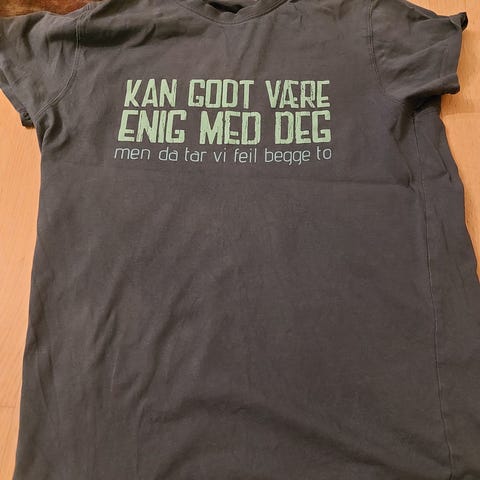 KAN GODT VÆRE
ENIG MED DEG
men da tar vi feil begge to